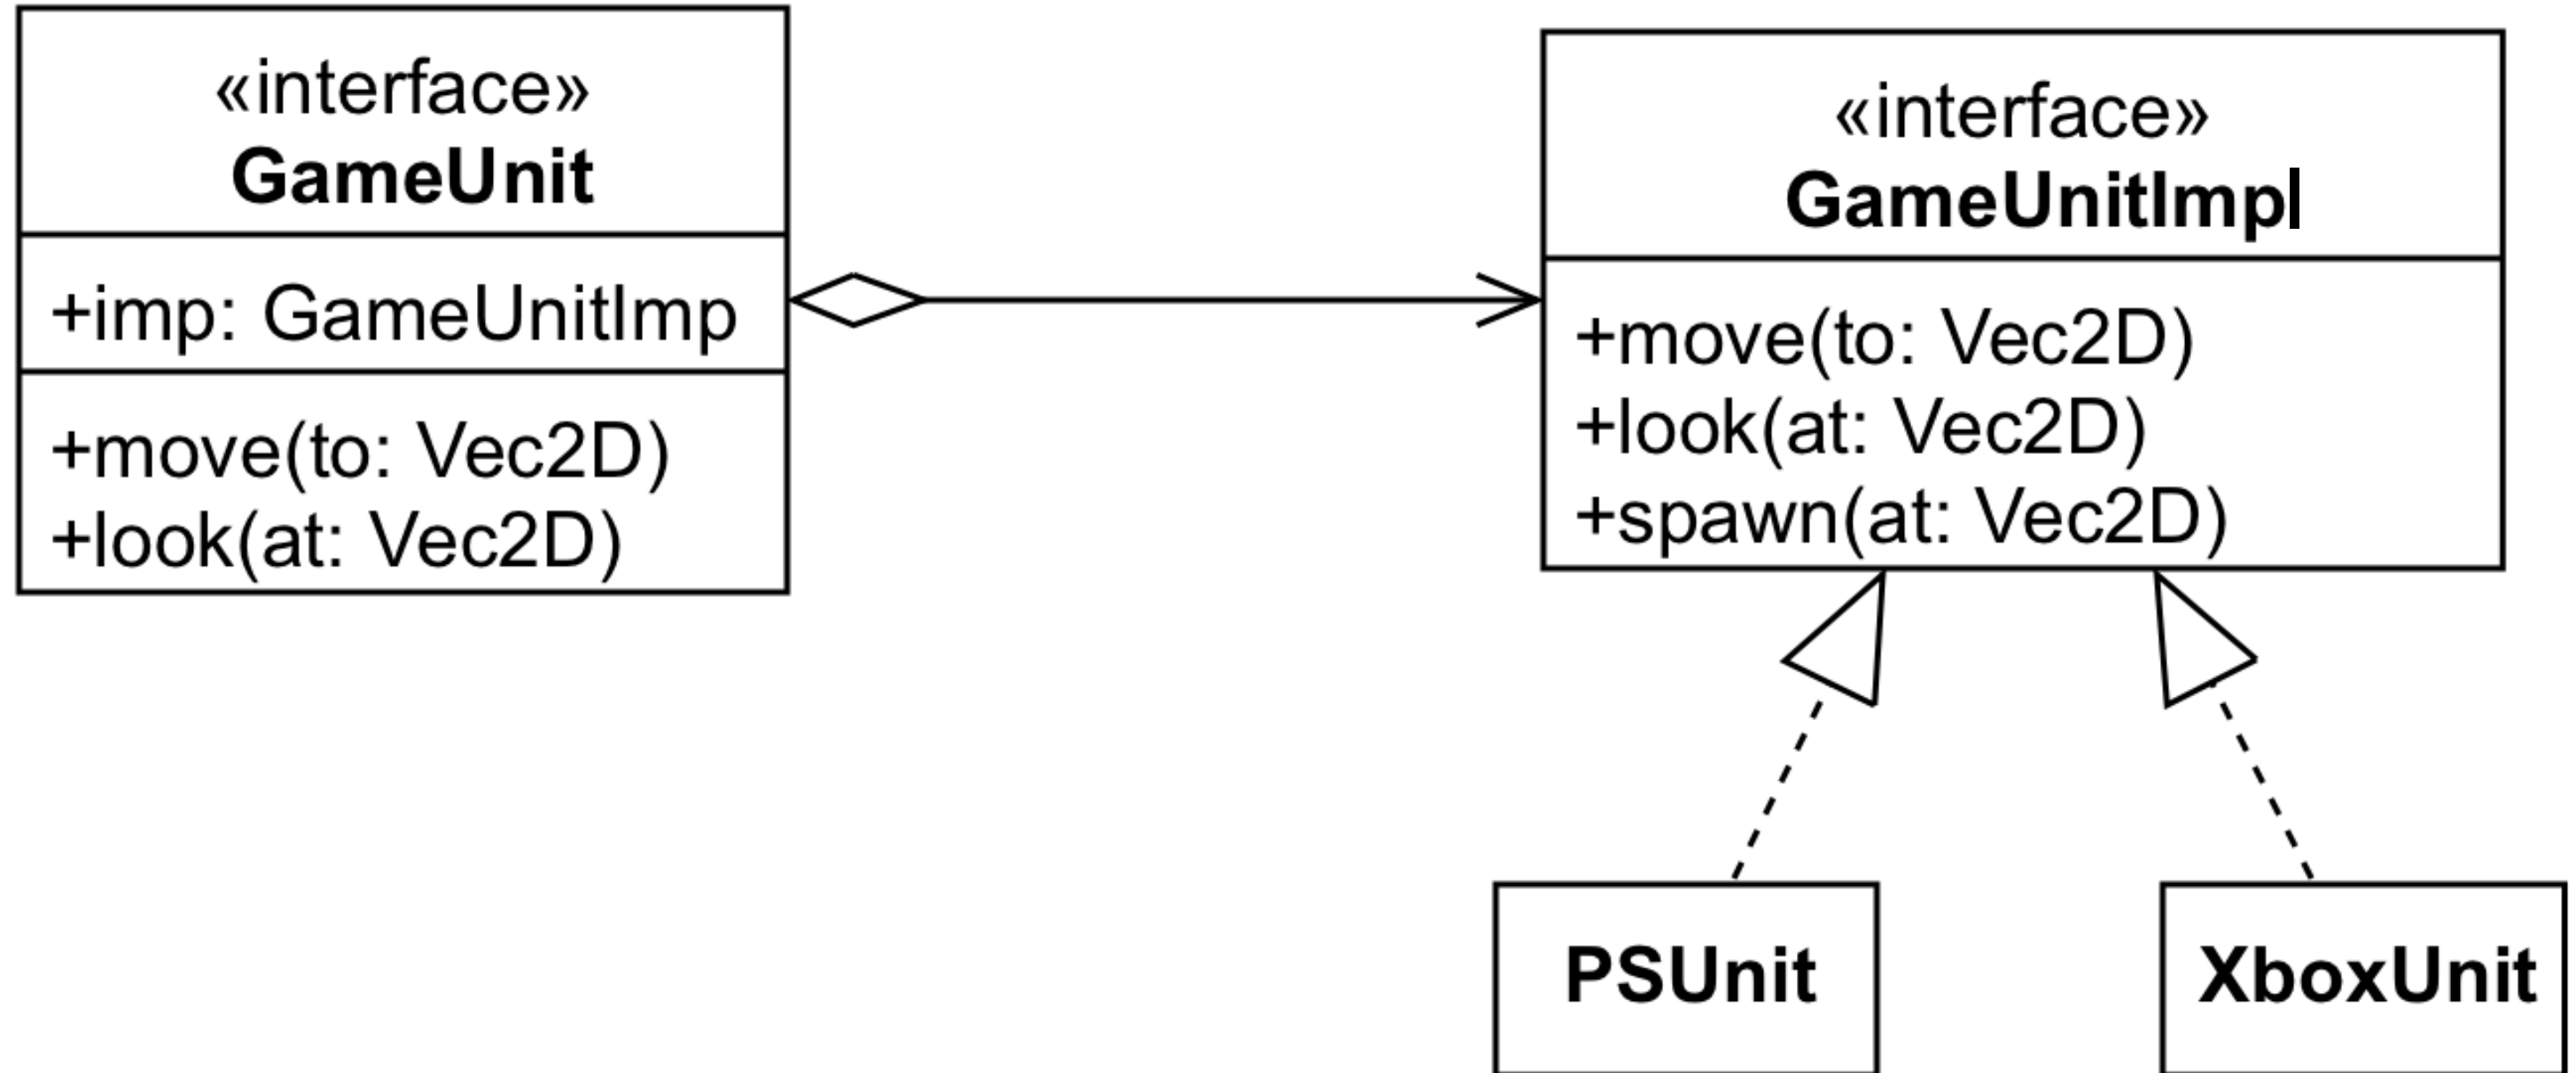 «interface»
GameUnit
+imp: GameUnitImp
+move(to: Vec2D)
+look(at: Vec2D)
«interface»
GameUnitImpl
+move(to: Vec2D)
+look(at: Vec2D)
+spawn(at: Vec2D)
PSUnit
XboxUnit